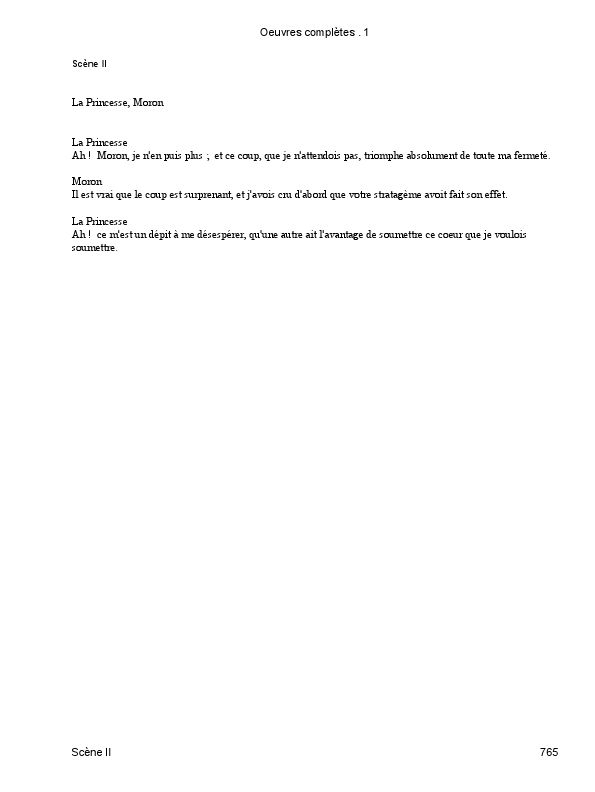 Oeuvres complètes . 1
Scène II
La Princesse, Moron
La Princesse
Ah ! Moron, je n'en puis plus ; et ce coup, que je n'attendois pas, triomphe absolument de toute ma fermeté.
Moron
Il est vrai que le coup est surprenant, et j'avois cru d'abord que votre stratagème avoit fait son effet.
La Princesse
Ah ! ce m'est un dépit à me désespérer, qu'une autre ait l'avantage de soumettre ce coeur que je voulois
soumettre.
Scène II 765